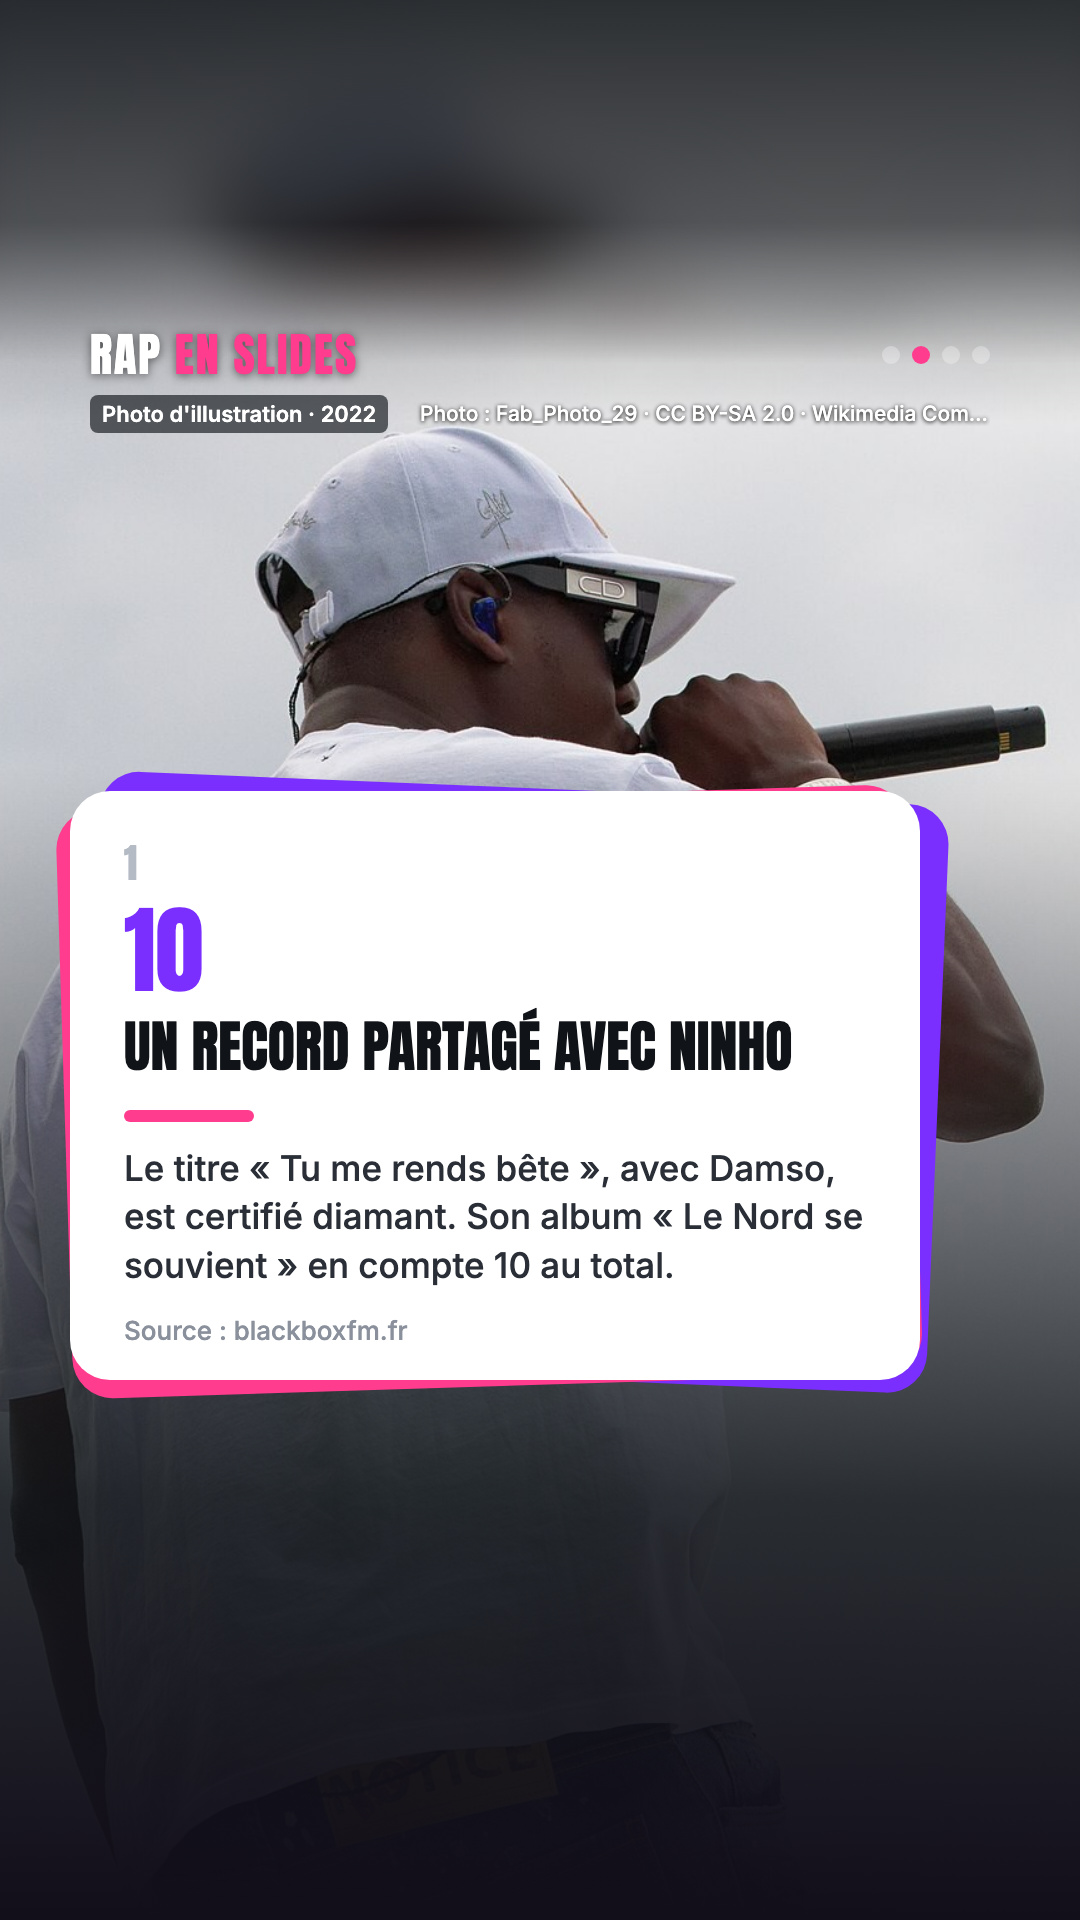 RAP EN SLIDES
Photo d'illustration · 2022
Photo : Fab_Photo_29 · CC BY-SA 2.0 · Wikimedia Com...
CD
1
10
UN RECORD PARTAGÉ AVEC NINHO
Le titre « Tu me rends bête », avec Damso,
est certifié diamant. Son album « Le Nord se
souvient » en compte 10 au total.
Source : blackboxfm.fr
NOTICE